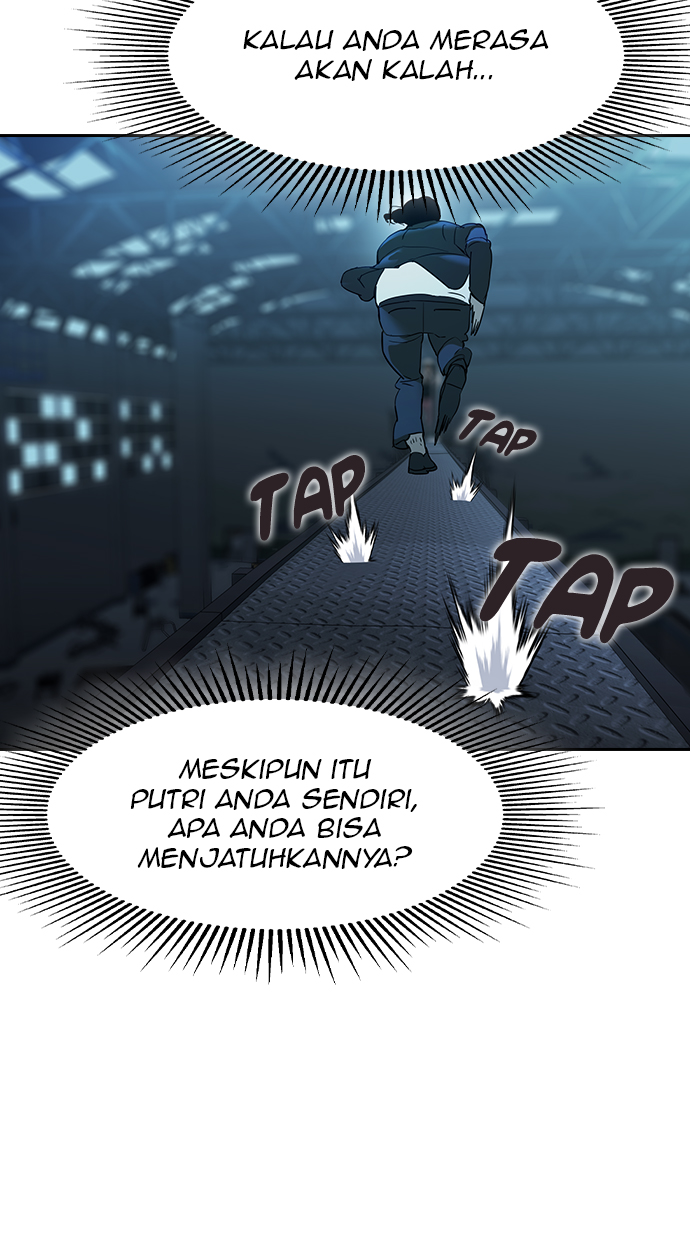 KALAU ANDA MERASA
AKAN KALAH...
TAP
TAP
TAP
MESKIPUN ITU
PUTRI ANDA SENDIRI,
APA ANDA BISA
MENJATUHKANNYA?